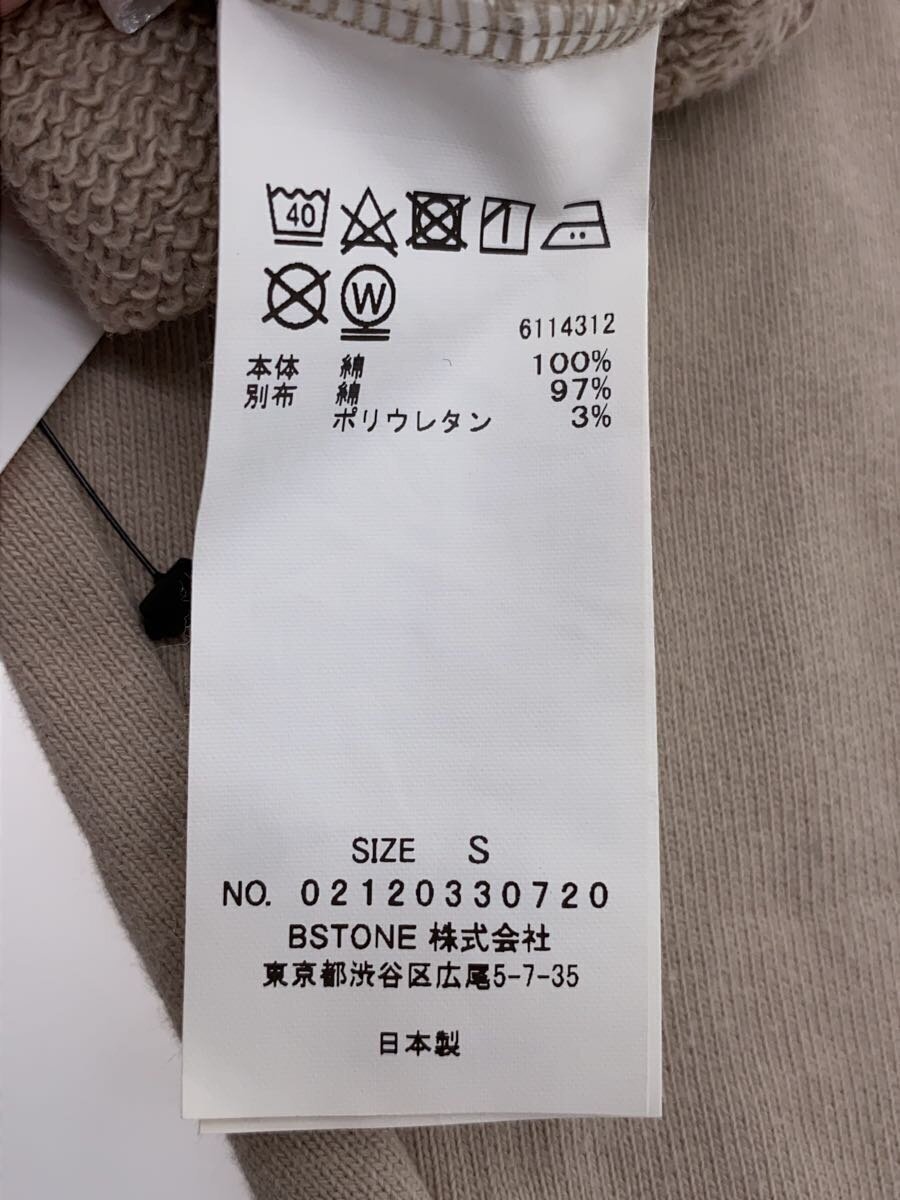 40
W
6114312
本体 綿 100%
別布 綿 97%
ポリウレタン 3%
SIZE S
NO. 02120330720
BSTONE 株式会社
東京都渋谷区広尾5-7-35
日本製